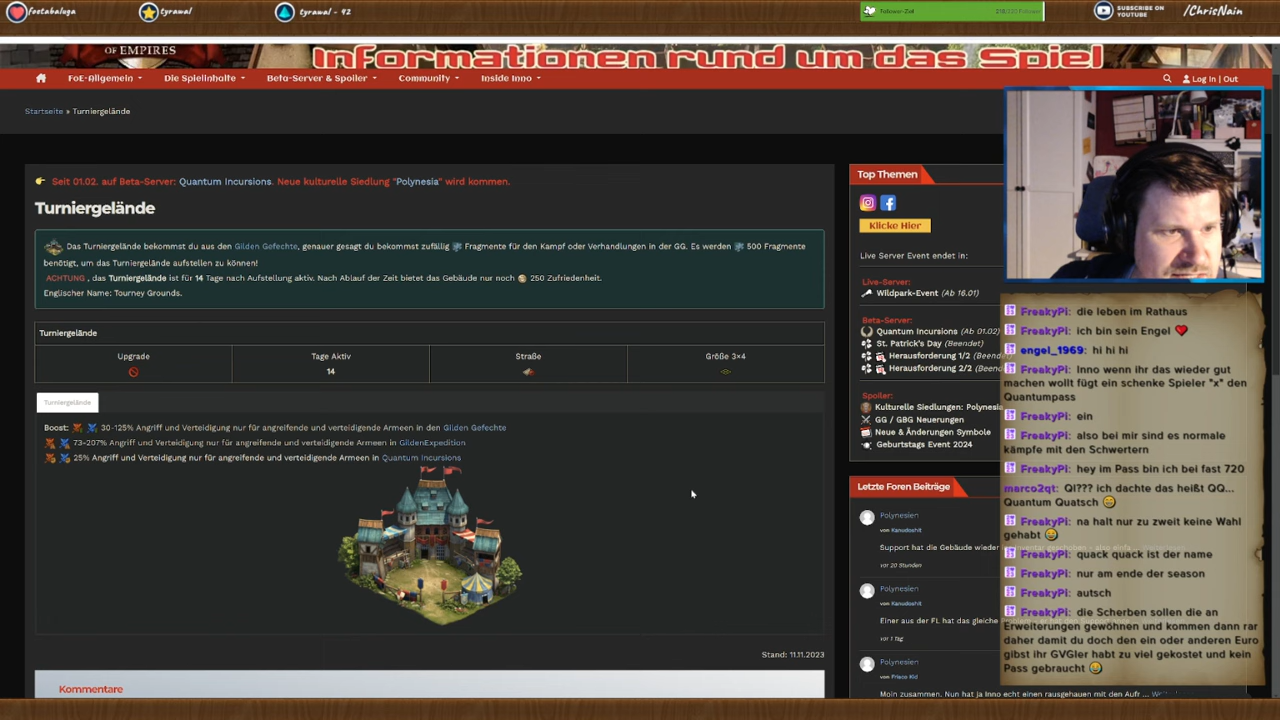 foetabaluga
tyrawal
tyrawal - 42
Follower-Ziel
SUBSCRIBE ON
YOUTUBE
/ChrisNain
OF EMPIRES
Informationen rund um das Spiel
FoE-Allgemein
Die Spielinhalte
Beta-Server & Spoiler
Community
Inside Inno
Log In | Out
Startseite » Turniergelände
Seit 01.02. auf Beta-Server: Quantum Incursions. Neue kulturelle Siedlung "Polynesia" wird kommen.
Turniergelände
Das Turniergelände bekommst du aus den Gilden Gefechte, genauer gesagt du bekommst zufällig Fragmente für den Kampf oder Verhandlungen in der GG. Es werden 500 Fragmente
benötigt, um das Turniergelände aufstellen zu können!
ACHTUNG , das Turniergelände ist für 14 Tage nach Aufstellung aktiv. Nach Ablauf der Zeit bietet das Gebäude nur noch 250 Zufriedenheit.
Englischer Name: Tourney Grounds.
Turniergelände
Upgrade
Tage Aktiv
Straße
Größe 3×4
14
Turniergelände
Boost: 30-125% Angriff und Verteidigung nur für angreifende und verteidigende Armeen in den Gilden Gefechte
73-207% Angriff und Verteidigung nur für angreifende und verteidigende Armeen in GildenExpedition
25% Angriff und Verteidigung nur für angreifende und verteidigende Armeen in Quantum Incursions
Stand: 11.11.2023
Kommentare
Top Themen
Klicke Hier
Live Server Event endet in:
Live-Server:
Wildpark-Event (Ab 16.01)
Beta-Server:
Quantum Incursions (Ab 01.02)
St. Patrick's Day (Beendet)
Herausforderung 1/2 (Beende
Herausforderung 2/2 (Beende
Spoiler:
Kulturelle Siedlungen: Polynesia
GG / GBG Neuerungen
Neue & Änderungen Symbole
Geburtstags Event 2024
Letzte Foren Beiträge
Polynesien
von Kanudoshit
Support hat die Gebäude wieder
vor 20 Stunden
Polynesien
von Kanudoshit
Einer aus der FL hat das gleiche
vor 1 Tag
Polynesien
von Frisco Kid
Moin zusammen, Nun hat ja Inno echt einen rausgehauen mit den Aufr ...
FreakyPi: die leben im Rathaus
FreakyPi: ich bin sein Engel
engel_1969: hi hi hi
FreakyPi: Inno wenn ihr das wieder gut
machen wollt fügt ein schenke Spieler "x" den
Quantumpass
FreakyPi: ein
FreakyPi: also bei mir sind es normale
kämpfe mit den Schwertern
FreakyPi: hey im Pass bin ich bei fast 720
marco2qt: QI??? ich dachte das heißt QQ...
Quantum Quatsch
FreakyPi: na halt nur zu zweit keine Wahl
gehabt
FreakyPi: quack quack ist der name
FreakyPi: nur am ende der season
FreakyPi: autsch
FreakyPi: die Scherben sollen die an
Erweiterungen gewöhnen und kommen dann rar
daher damit du doch den ein oder anderen Euro
gibst ihr GVGler habt zu viel gekostet und kein
Pass gebraucht